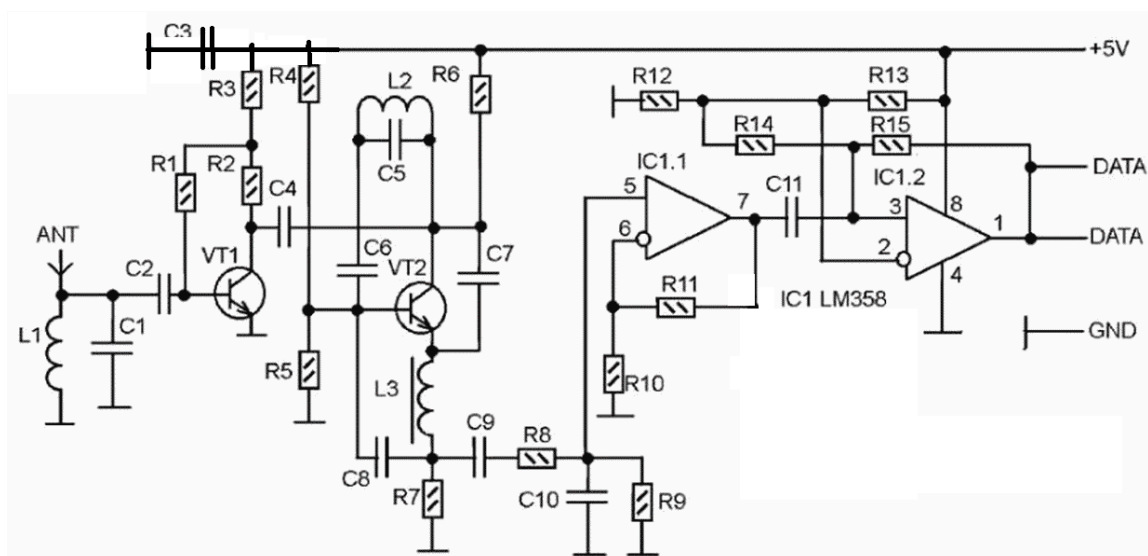 C3
+5V
R3
R4
L2
R6
R12
R13
R14
R15
R1
R2
C5
IC1.1
C4
C11
IC1.2
5
7
3
8
1
DATA
DATA
ANT
C6
C7
6
2
4
VT1
VT2
C2
R11
IC1 LM358
L1
C1
GND
R5
L3
R10
C9
R8
C8
R7
C10
R9